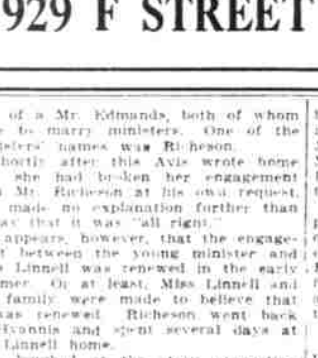 929 F STREET
of a Mr. Edmands, both of whom
to marry ministers. One of the
names was Richeson.
shortly after this Avis wrote home
she had broken her engagement
Mr. Richeson at his own request,
made no explanation further than
that it was "all right."
appears, however, that the engage-
between the young minister and
Linnell was renewed in the early
Or at least, Miss Linnell and
family were made to believe that
was renewed. Richeson went back
Hyannis and spent several days at
Linnell home.